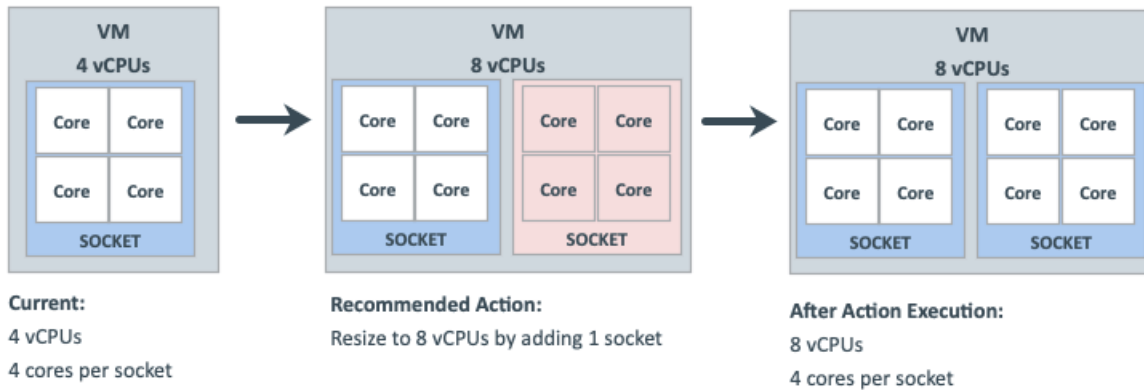 VM
4 vCPUs
Core Core
Core Core
SOCKET
Current:
4 vCPUs
4 cores per socket
VM
8 vCPUs
Core Core Core Core
Core Core Core Core
SOCKET SOCKET
Recommended Action:
Resize to 8 vCPUs by adding 1 socket
VM
8 vCPUs
Core Core Core Core
Core Core Core Core
SOCKET SOCKET
After Action Execution:
8 vCPUs
4 cores per socket